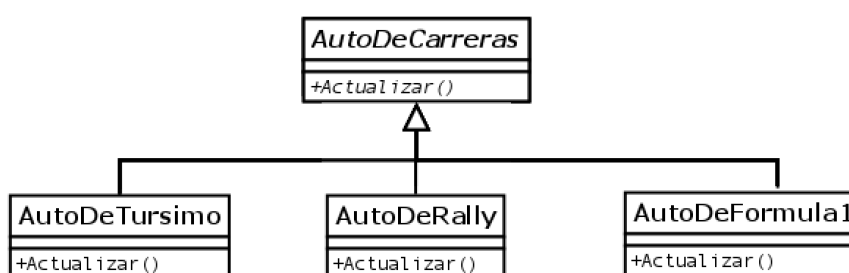 AutoDeCarreras
+Actualizar()
AutoDeTursimo
+Actualizar()
AutoDeRally
+Actualizar()
AutoDeFormula1
+Actualizar()